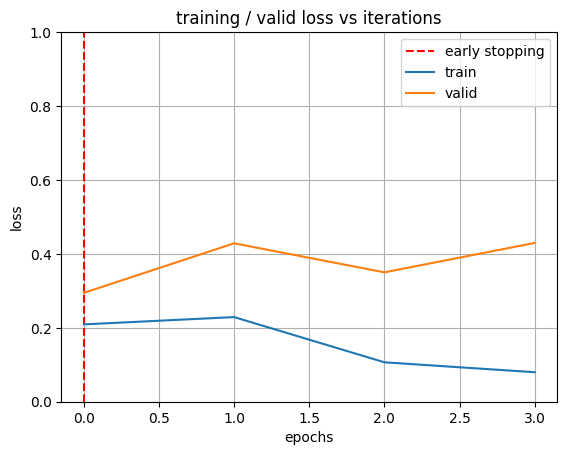 training / valid loss vs iterations
early stopping
train
valid
loss
1.0
0.8
0.6
0.4
0.2
0.0
0.0 0.5 1.0 1.5 2.0 2.5 3.0
epochs